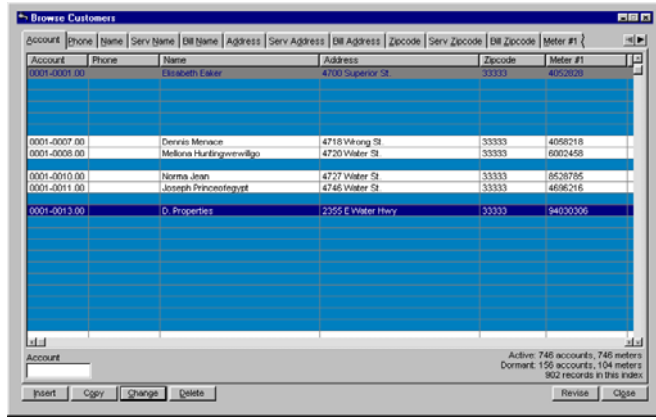 Browse Customers
Account Phone Name Serv Name Bill Name Address Serv Address Bill Address Zipcode Serv Zipcode Bill Zipcode Meter #1
Account Phone Name Address Zipcode Meter #1
0001-0001.00 Elisabeth Eaker 4700 Superior St. 33333 4052828
0001-0007.00 Dennis Menace 4718 Wrong St. 33333 4058218
0001-0008.00 Mellona Huntingwewillgo 4720 Water St. 33333 6002458
0001-0010.00 Norma Jean 4727 Water St. 33333 8528785
0001-0011.00 Joseph Princeofegypt 4746 Water St. 33333 4696216
0001-0013.00 D. Properties 2355 E Water Hwy 33333 94030306
Account
Active: 746 accounts, 746 meters
Dormant: 156 accounts, 104 meters
902 records in this index
Insert Copy Change Delete Revise Close